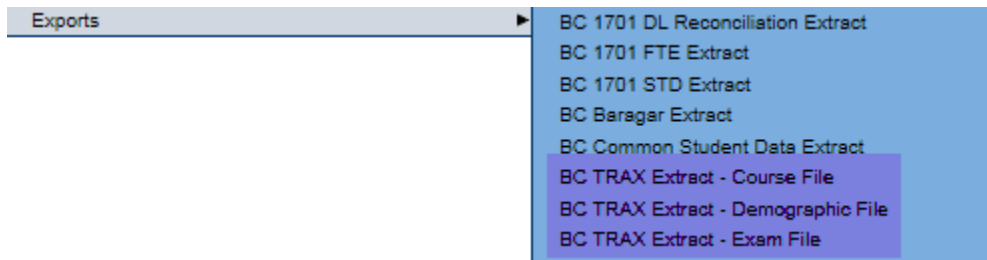 Exports
BC 1701 DL Reconciliation Extract
BC 1701 FTE Extract
BC 1701 STD Extract
BC Baragar Extract
BC Common Student Data Extract
BC TRAX Extract - Course File
BC TRAX Extract - Demographic File
BC TRAX Extract - Exam File